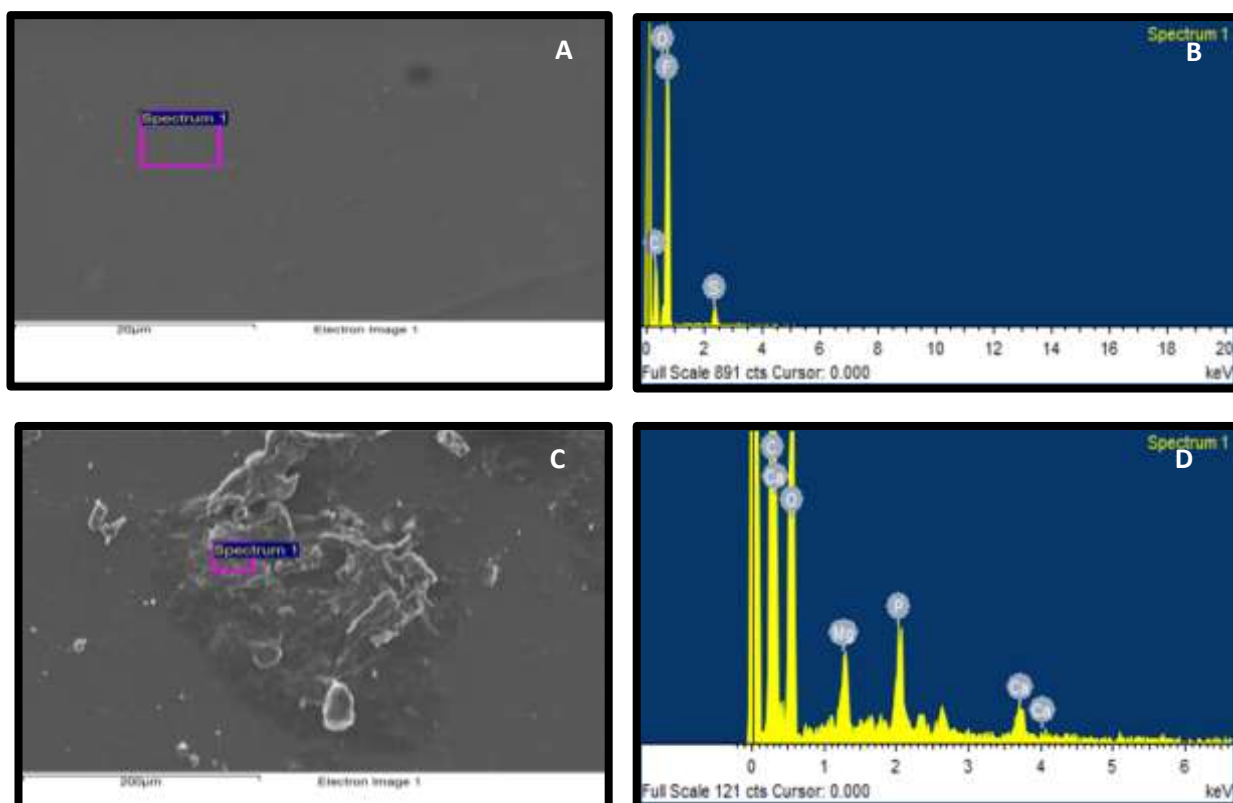 A
Spectrum 1
20µm
Electron Image 1
Spectrum 1
B
O
F
C
S
0 2 4 6 8 10 12 14 16 18 20
Full Scale 891 cts Cursor: 0.000
keV
C
Spectrum 1
200µm
Electron Image 1
Spectrum 1
D
C
Ca
O
Mg
P
Ca
Ca
0 1 2 3 4 5 6
Full Scale 121 cts Cursor: 0.000
keV